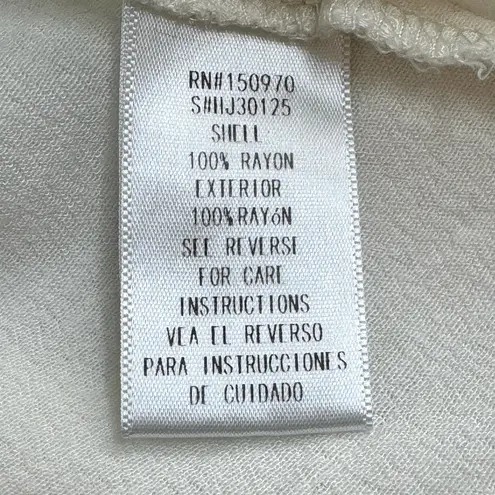 RN#150970
S#HJ30125
SHELL
100% RAYON
EXTERIOR
100%RAYóN
SEE REVERSE
FOR CARE
INSTRUCTIONS
VEA EL REVERSO
PARA INSTRUCCIONES
DE CUIDADO